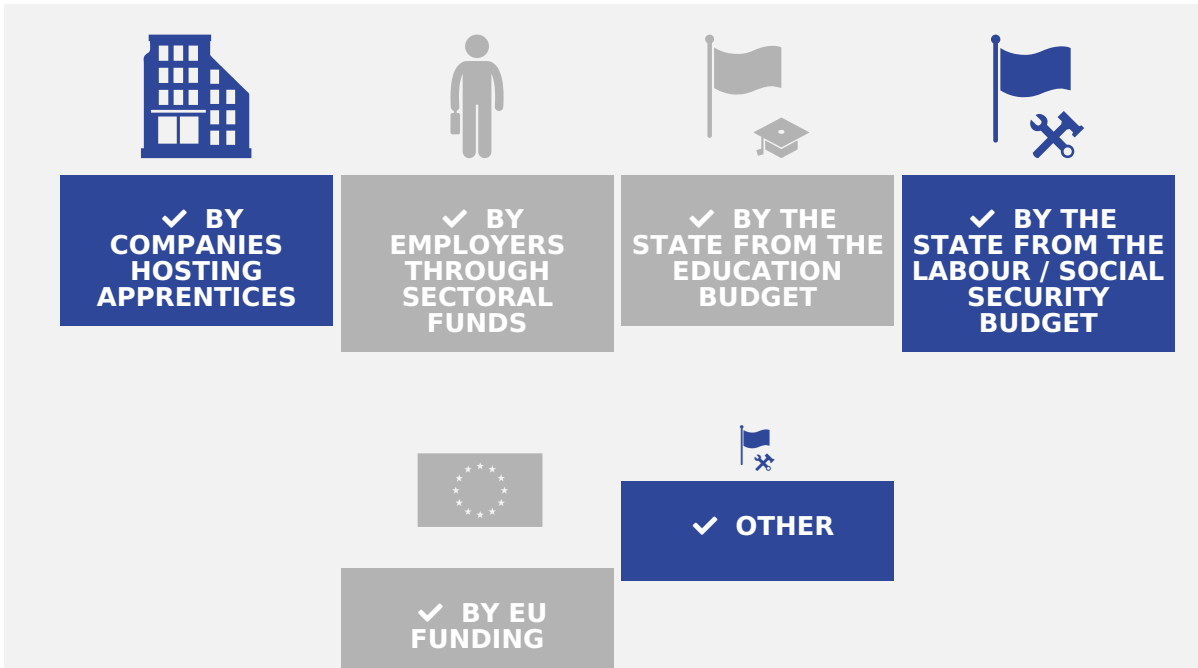 ✓ BY
COMPANIES
HOSTING
APPRENTICES
✓ BY
EMPLOYERS
THROUGH
SECTORAL
FUNDS
✓ BY THE
STATE FROM THE
EDUCATION
BUDGET
✓ BY THE
STATE FROM THE
LABOUR / SOCIAL
SECURITY
BUDGET
✓ BY EU
FUNDING
✓ OTHER